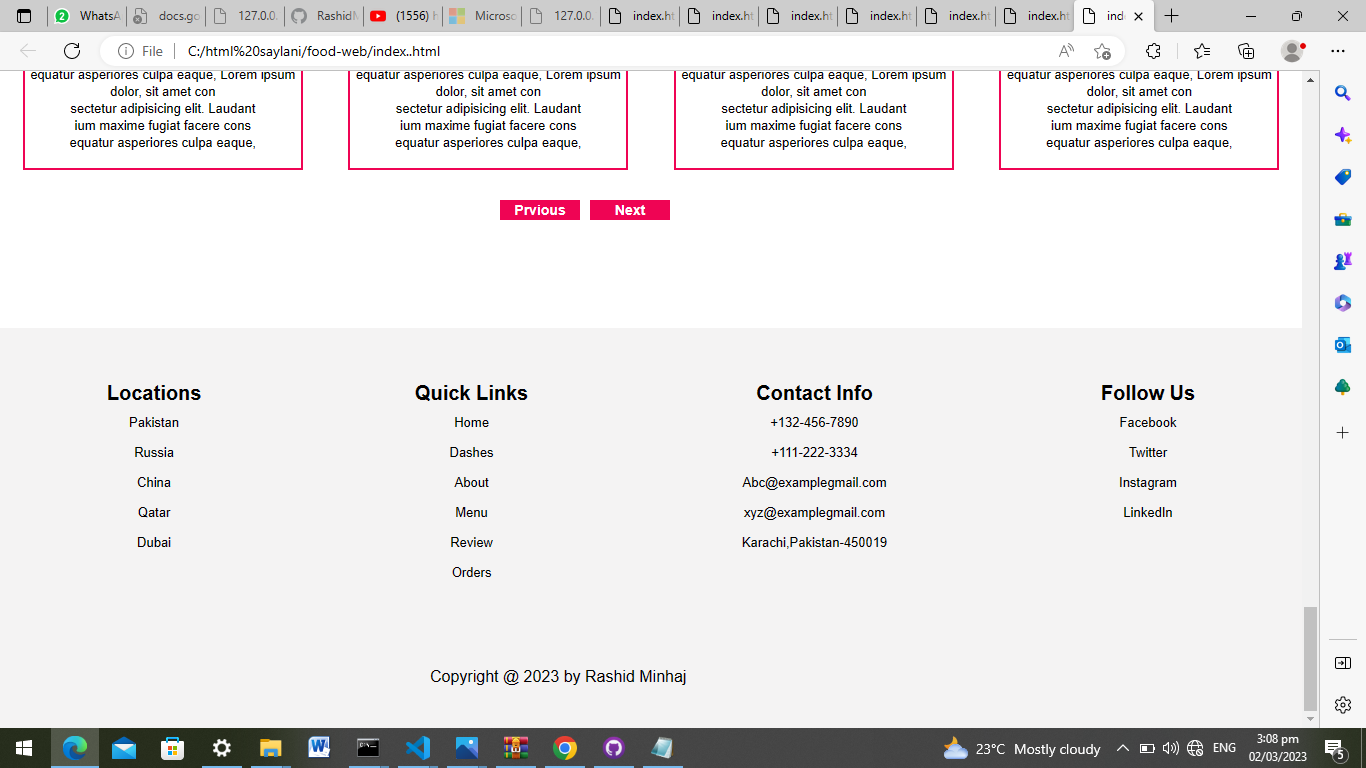 WhatsA
docs.go
127.0.0.
RashidM
(1556) h
Microso
127.0.0.
index.ht
index.ht
index.ht
index.ht
index.ht
index.ht
inde
File
C:/html%20saylani/food-web/index..html
equatur asperiores culpa eaque, Lorem ipsum
dolor, sit amet con
sectetur adipisicing elit. Laudant
ium maxime fugiat facere cons
equatur asperiores culpa eaque,
equatur asperiores culpa eaque, Lorem ipsum
dolor, sit amet con
sectetur adipisicing elit. Laudant
ium maxime fugiat facere cons
equatur asperiores culpa eaque,
equatur asperiores culpa eaque, Lorem ipsum
dolor, sit amet con
sectetur adipisicing elit. Laudant
ium maxime fugiat facere cons
equatur asperiores culpa eaque,
equatur asperiores culpa eaque, Lorem ipsum
dolor, sit amet con
sectetur adipisicing elit. Laudant
ium maxime fugiat facere cons
equatur asperiores culpa eaque,
Prvious
Next
Locations
Pakistan
Russia
China
Qatar
Dubai
Quick Links
Home
Dashes
About
Menu
Review
Orders
Contact Info
+132-456-7890
+111-222-3334
Abc@examplegmail.com
xyz@examplegmail.com
Karachi,Pakistan-450019
Follow Us
Facebook
Twitter
Instagram
LinkedIn
Copyright @ 2023 by Rashid Minhaj
23°C Mostly cloudy
ENG
3:08 pm
02/03/2023
5